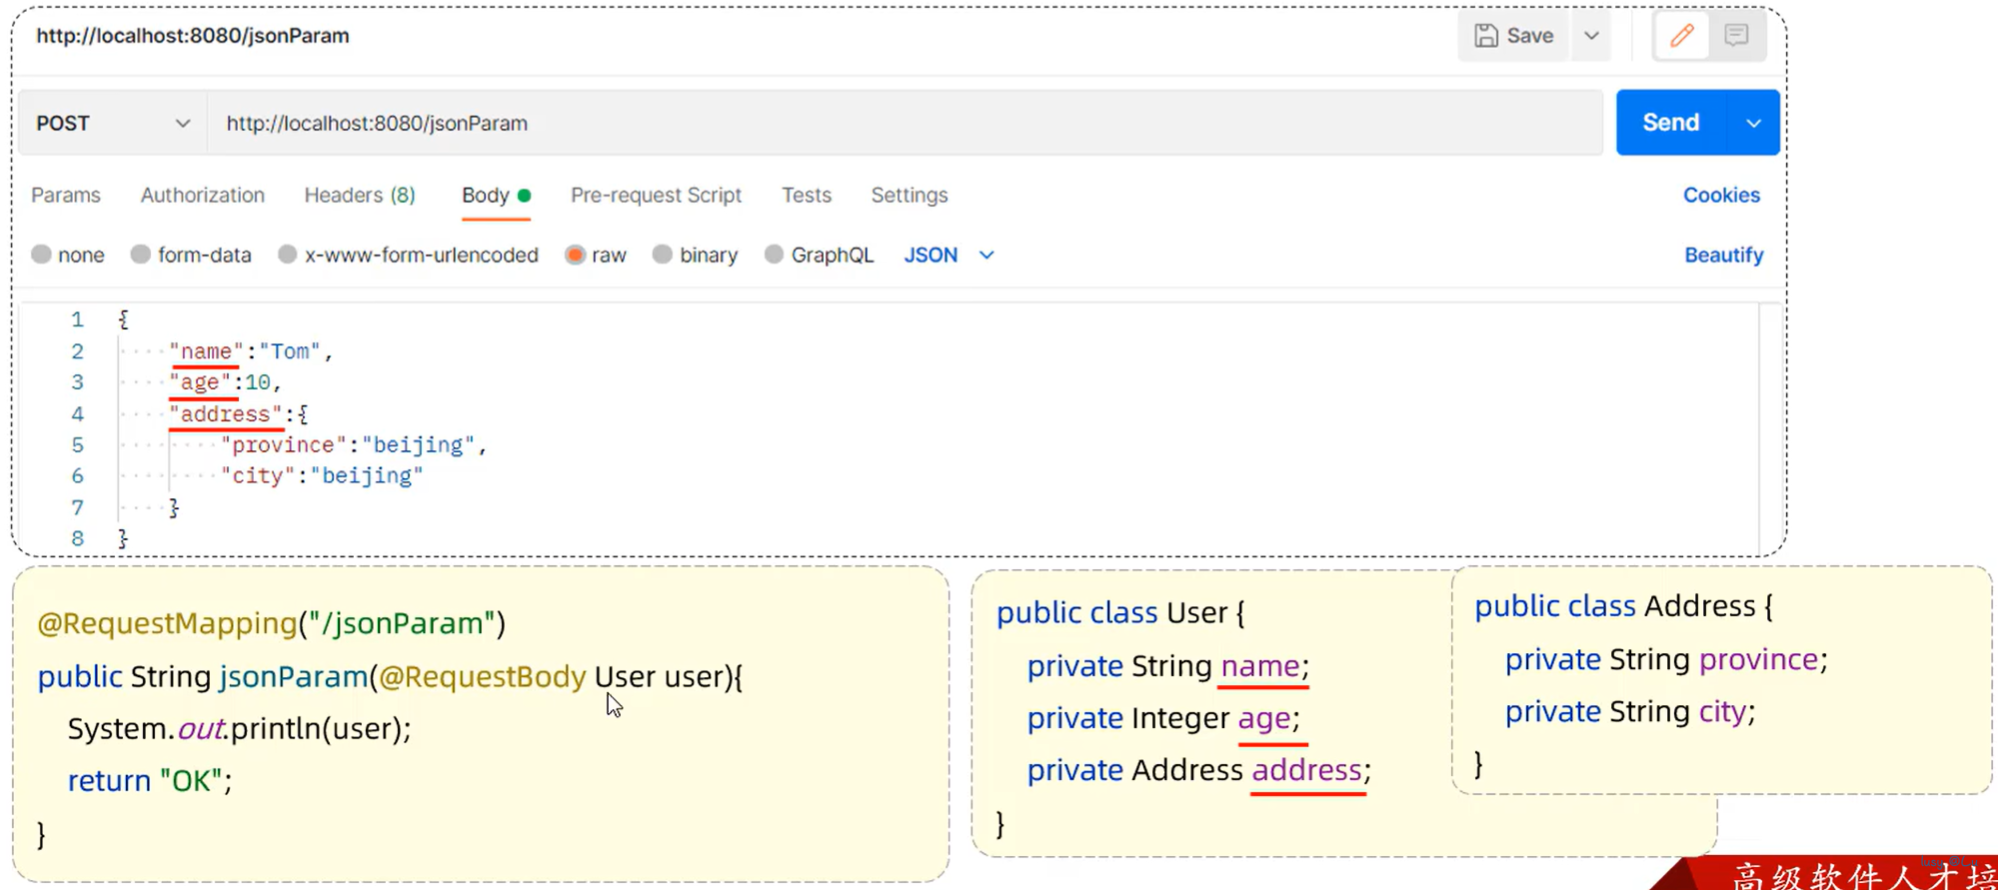 http://localhost:8080/jsonParam
Save
POST
http://localhost:8080/jsonParam
Send
Params Authorization Headers (8) Body Pre-request Script Tests Settings Cookies
none form-data x-www-form-urlencoded raw binary GraphQL JSON Beautify
1 {
2 "name":"Tom",
3 "age":10,
4 "address":{
5 "province":"beijing",
6 "city":"beijing"
7 }
8 }
@RequestMapping("/jsonParam")
public String jsonParam(@RequestBody User user){
System.out.println(user);
return "OK";
}
public class User {
private String name;
private Integer age;
private Address address;
}
public class Address {
private String province;
private String city;
}
高级软件人才培